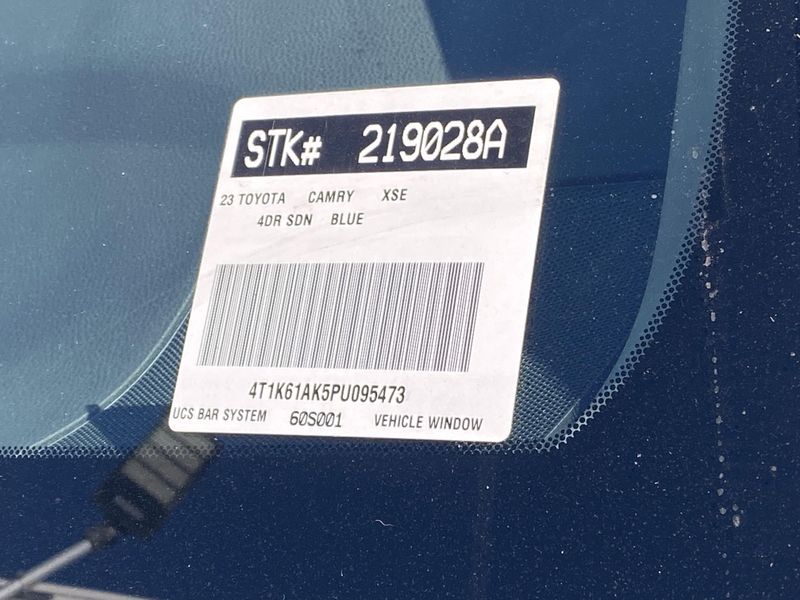 STK# 219028A
23 TOYOTA CAMRY XSE
4DR SDN BLUE
4T1K61AK5PU095473
UCS BAR SYSTEM 60S001 VEHICLE WINDOW